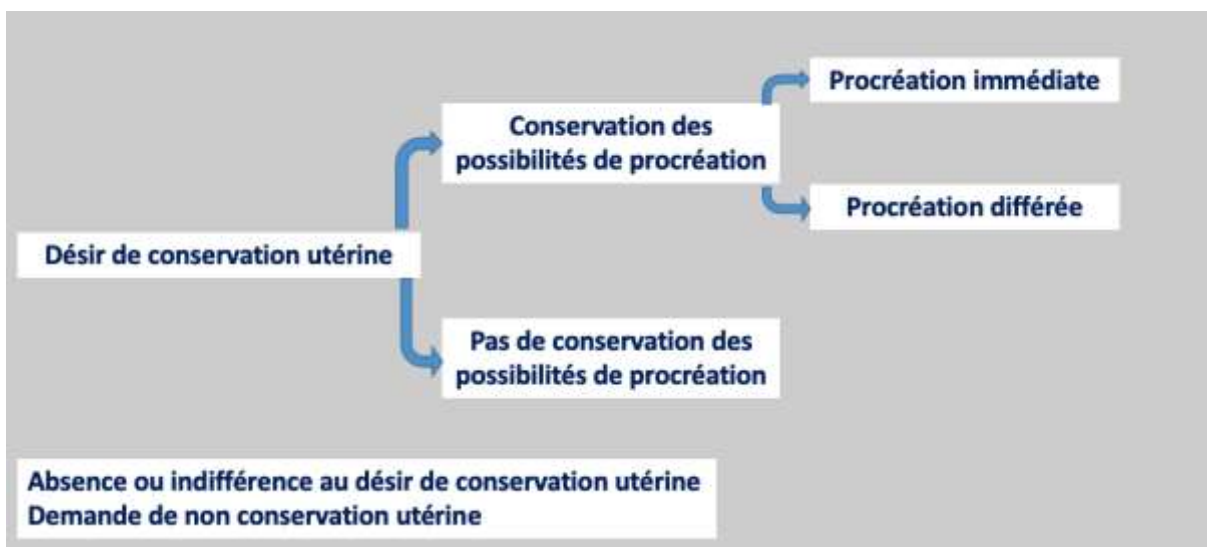 Procréation immédiate
Conservation des
possibilités de procréation
Procréation différée
Désir de conservation utérine
Pas de conservation des
possibilités de procréation
Absence ou indifférence au désir de conservation utérine
Demande de non conservation utérine